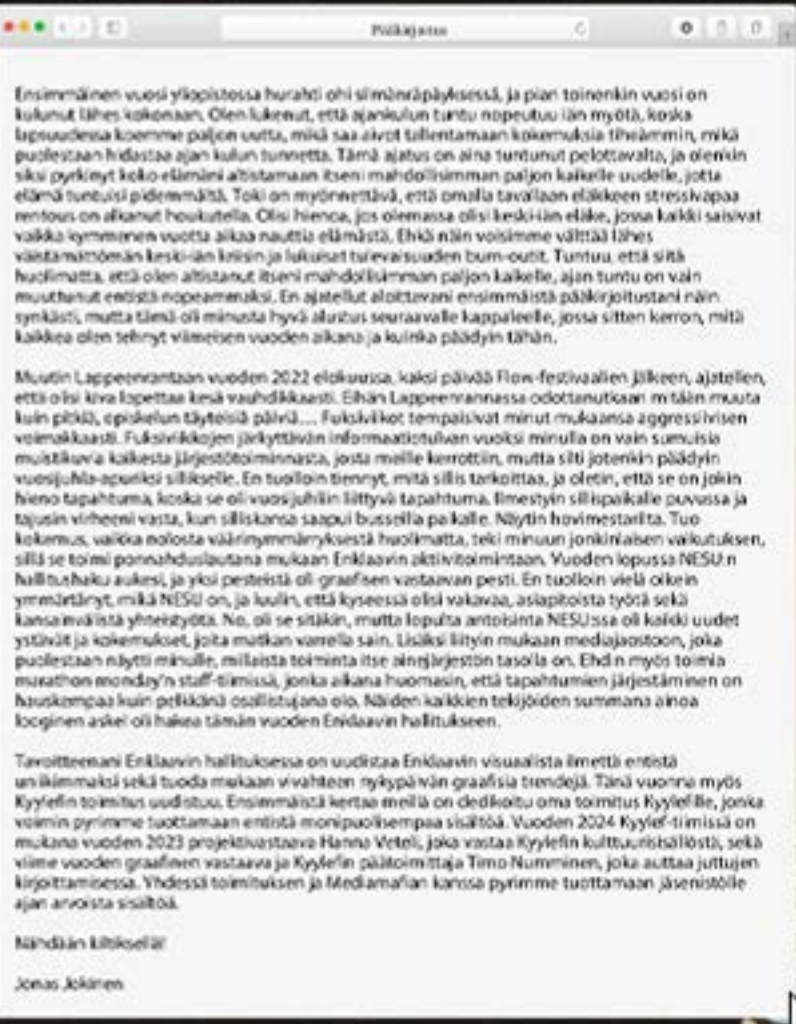 Pääkirjoitus
Ensimmäinen vuosi yliopistossa hurahti ohi silmänräpäyksessä, ja pian toinenkin vuosi on
kulunut lähes kokonaan. Olen lukenut, että ajankulun tuntu nopeutuu iän myötä, koska
lapsuudessa koemme paljon uutta, mikä saa aivot tallentamaan kokemuksia tiheämmin, mikä
puolestaan hidastaa ajan kulun tunnetta. Tämä ajatus on aina tuntunut pelottavalta, ja olenkin
siksi pyrkinyt koko elämäni altistamaan itseni mahdollisimman paljon kaikelle uudelle, jotta
elämä tuntuisi pidemmältä. Toki on myönnettävä, että omalla tavallaan eläkkeen stressivapaa
rentous on alkanut houkutella. Olisi hienoa, jos olemassa olisi keski-iän eläke, jossa kaikki saisivat
vaikka kymmenen vuotta aikaa nauttia elämästä. Ehkä näin voisimme välttää lähes
väistämättömän keski-iän kriisin ja lukuisat tulevaisuuden burn-outit. Tuntuu, että siitä
huolimatta, että olen altistanut itseni mahdollisimman paljon kaikelle, ajan tuntu on vain
muuttunut entistä nopeammaksi. En ajatellut aloittavani ensimmäistä pääkirjoitustani näin
synkästi, mutta tämä oli minusta hyvä alustus seuraavalle kappaleelle, jossa sitten kerron, mitä
kaikkea olen tehnyt viimeisen vuoden aikana ja kuinka päädyin tähän.
Muutin Lappeenrantaan vuoden 2022 elokuussa, kaksi päivää Flow-festivaalien jälkeen, ajatellen,
että olisi kiva lopettaa kesä vauhdikkaasti. Eihän Lappeenrannassa odottanutkaan mitään muuta
kuin pitkiä, opiskelun täyteisiä päiviä.... Fuksiviikot tempaisivat minut mukaansa aggressiivisen
voimakkaasti. Fuksiviikkojen järkyttävän informaatiotulvan vuoksi minulla on vain sumuisia
muistikuvia kaikesta järjestötoiminnasta, josta meille kerrottiin, mutta silti jotenkin päädyin
vuosijuhla-apuriksi sillikselle. En tuolloin tiennyt, mitä sillis tarkoittaa, ja oletin, että se on jokin
hieno tapahtuma, koska se oli vuosijuhliin liittyvä tapahtuma. Ilmestyin sillispaikalle puvussa ja
tajusin virheeni vasta, kun silliskansa saapui busseilla paikalle. Näytin hovimestarilta. Tuo
kokemus, vaikka nolosta väärinymmärryksestä huolimatta, teki minuun jonkinlaisen vaikutuksen,
sillä se toimi ponnahduslautana mukaan Enklaavin aktiivitoimintaan. Vuoden lopussa NESU:n
hallitushaku aukesi, ja yksi pesteistä oli graafisen vastaavan pesti. En tuolloin vielä oikein
ymmärtänyt, mikä NESU on, ja luulin, että kyseessä olisi vakavaa, asiapitoista työtä sekä
kansainvälistä yhteistyötä. No, oli se sitäkin, mutta lopulta antoisinta NESU:ssa oli kaikki uudet
ystävät ja kokemukset, joita matkan varrella sain. Lisäksi liityin mukaan mediajaostoon, joka
puolestaan näytti minulle, millaista toiminta itse ainejärjestön tasolla on. Ehdin myös toimia
marathon monday'n staff-tiimissä, jonka aikana huomasin, että tapahtumien järjestäminen on
hauskempaa kuin pelkkänä osallistujana olo. Näiden kaikkien tekijöiden summana ainoa
looginen askel oli hakea tämän vuoden Enklaavin hallitukseen.
Tavoitteenani Enklaavin hallituksessa on uudistaa Enklaavin visuaalista ilmettä entistä
uniikimmaksi sekä tuoda mukaan vivahteen nykypäivän graafisia trendejä. Tänä vuonna myös
Kyylefin toimitus uudistuu. Ensimmäistä kertaa meillä on dedikoitu oma toimitus Kyylefille, jonka
voimin pyrimme tuottamaan entistä monipuolisempaa sisältöä. Vuoden 2024 Kyylef-tiimissä on
mukana vuoden 2023 projektivastaava Hanna Veteli, joka vastaa Kyylefin kulttuurisisällöstä, sekä
viime vuoden graafinen vastaava ja Kyylefin päätoimittaja Timo Numminen, joka auttaa juttujen
kirjoittamisessa. Yhdessä toimituksen ja Mediamafian kanssa pyrimme tuottamaan jäsenistölle
ajan arvoista sisältöä.
Nähdään kiltiksellä!
Jonas Jokinen